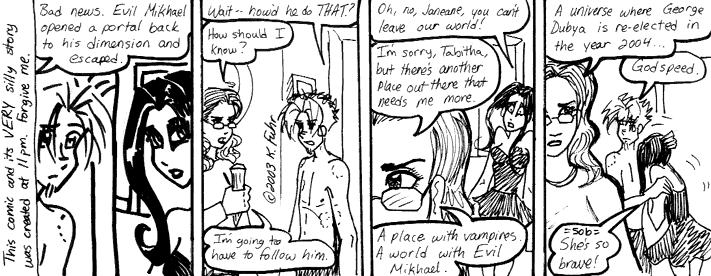 This comic and its VERY silly story
was created at 11pm. Forgive me.
Bad news. Evil Mikhael
opened a portal back
to his dimension and
escaped.
Wait-- how'd he do THAT?
How should I
know?
©2003 K. Fahr
I'm going to
have to follow him.
Oh, no, Janeane, you can't
leave our world!
I'm sorry, Tabitha,
but there's another
place out there that
needs me more.
A place with vampires.
A world with Evil
Mikhael.
A universe where George
Dubya is re-elected in
the year 2004...
Godspeed.
=sob=
She's so
brave!